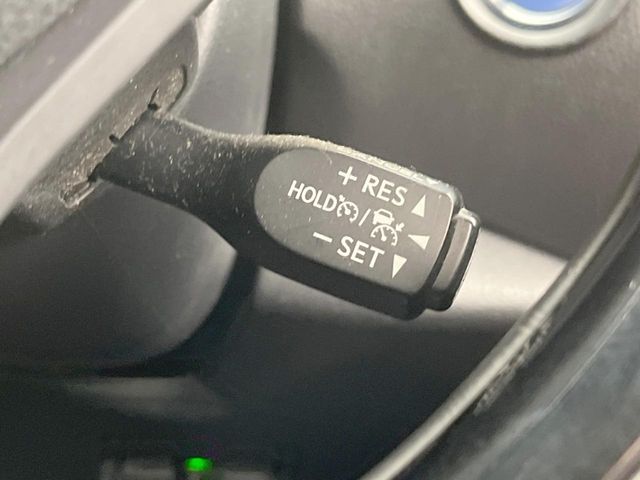 + RES
HOLD /
− SET